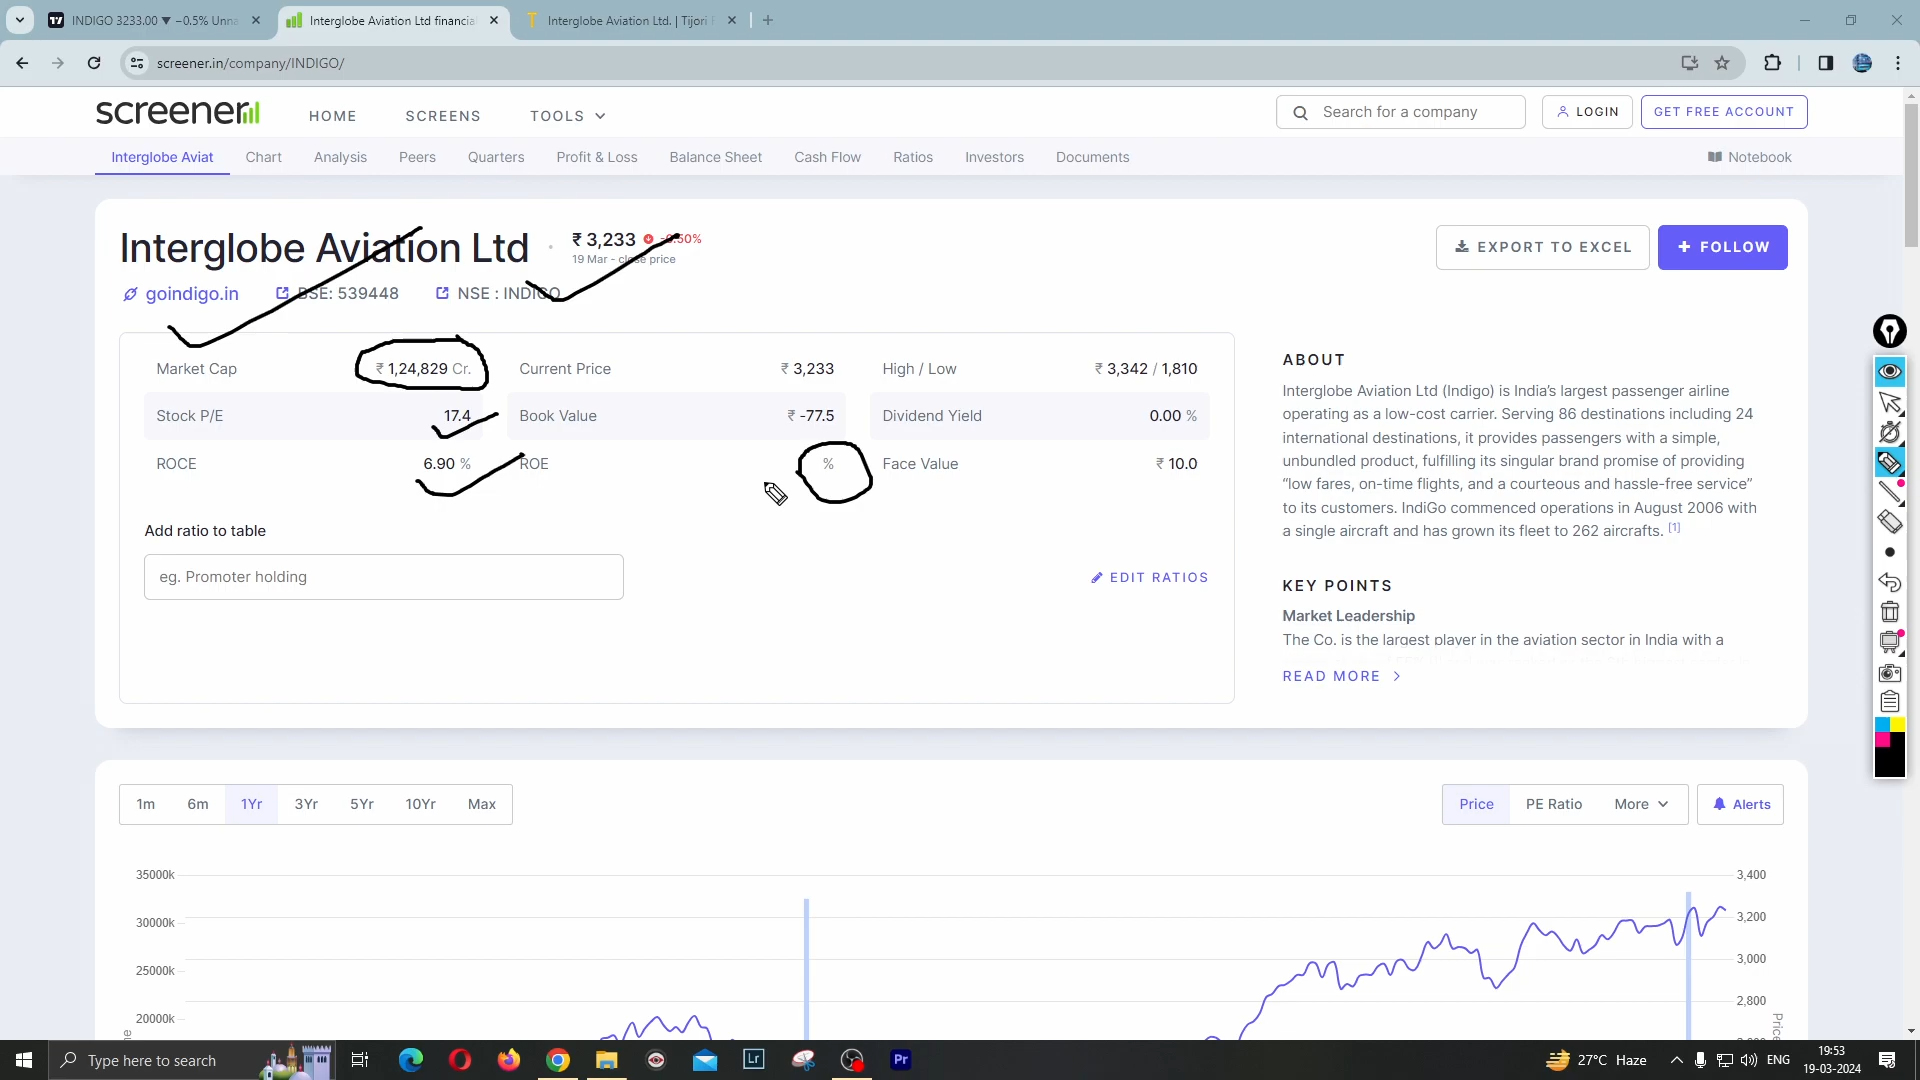 INDIGO 3233.00 ▼ −0.5% Unna
Interglobe Aviation Ltd financia
Interglobe Aviation Ltd. | Tijori F
screener.in/company/INDIGO/
screener
HOME
SCREENS
TOOLS
Search for a company
LOGIN
GET FREE ACCOUNT
Interglobe Aviat
Chart
Analysis
Peers
Quarters
Profit & Loss
Balance Sheet
Cash Flow
Ratios
Investors
Documents
Notebook
Interglobe Aviation Ltd
₹ 3,233
-0.50%
19 Mar - close price
EXPORT TO EXCEL
+ FOLLOW
goindigo.in
BSE: 539448
NSE : INDIGO
Market Cap ₹ 1,24,829 Cr.
Current Price ₹ 3,233
High / Low ₹ 3,342 / 1,810
Stock P/E 17.4
Book Value ₹ -77.5
Dividend Yield 0.00 %
ROCE 6.90 %
ROE %
Face Value ₹ 10.0
Add ratio to table
eg. Promoter holding
EDIT RATIOS
ABOUT
Interglobe Aviation Ltd (Indigo) is India's largest passenger airline
operating as a low-cost carrier. Serving 86 destinations including 24
international destinations, it provides passengers with a simple,
unbundled product, fulfilling its singular brand promise of providing
“low fares, on-time flights, and a courteous and hassle-free service”
to its customers. IndiGo commenced operations in August 2006 with
a single aircraft and has grown its fleet to 262 aircrafts. [1]
KEY POINTS
Market Leadership
The Co. is the largest player in the aviation sector in India with a
READ MORE
1m
6m
1Yr
3Yr
5Yr
10Yr
Max
Price
PE Ratio
More
Alerts
35000k
30000k
25000k
20000k
3,400
3,200
3,000
2,800
Type here to search
Lr
Pr
27°C Haze
ENG
19:53
19-03-2024